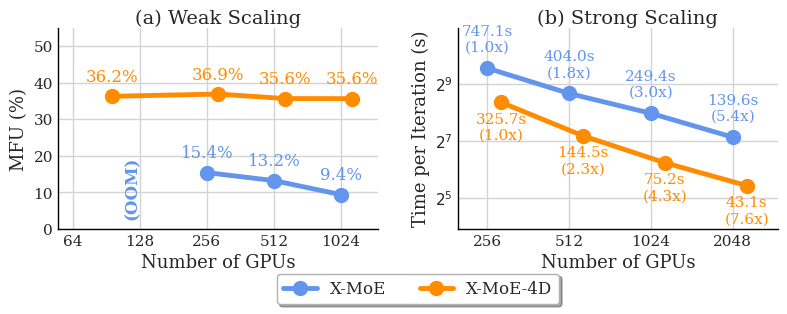 (a) Weak Scaling
MFU (%)
50
40
30
20
10
0
36.2%
36.9%
35.6%
35.6%
15.4%
13.2%
9.4%
(OOM)
64
128
256
512
1024
Number of GPUs
(b) Strong Scaling
Time per Iteration (s)
2⁹
2⁷
2⁵
747.1s
(1.0x)
404.0s
(1.8x)
249.4s
(3.0x)
139.6s
(5.4x)
325.7s
(1.0x)
144.5s
(2.3x)
75.2s
(4.3x)
43.1s
(7.6x)
256
512
1024
2048
Number of GPUs
X-MoE
X-MoE-4D